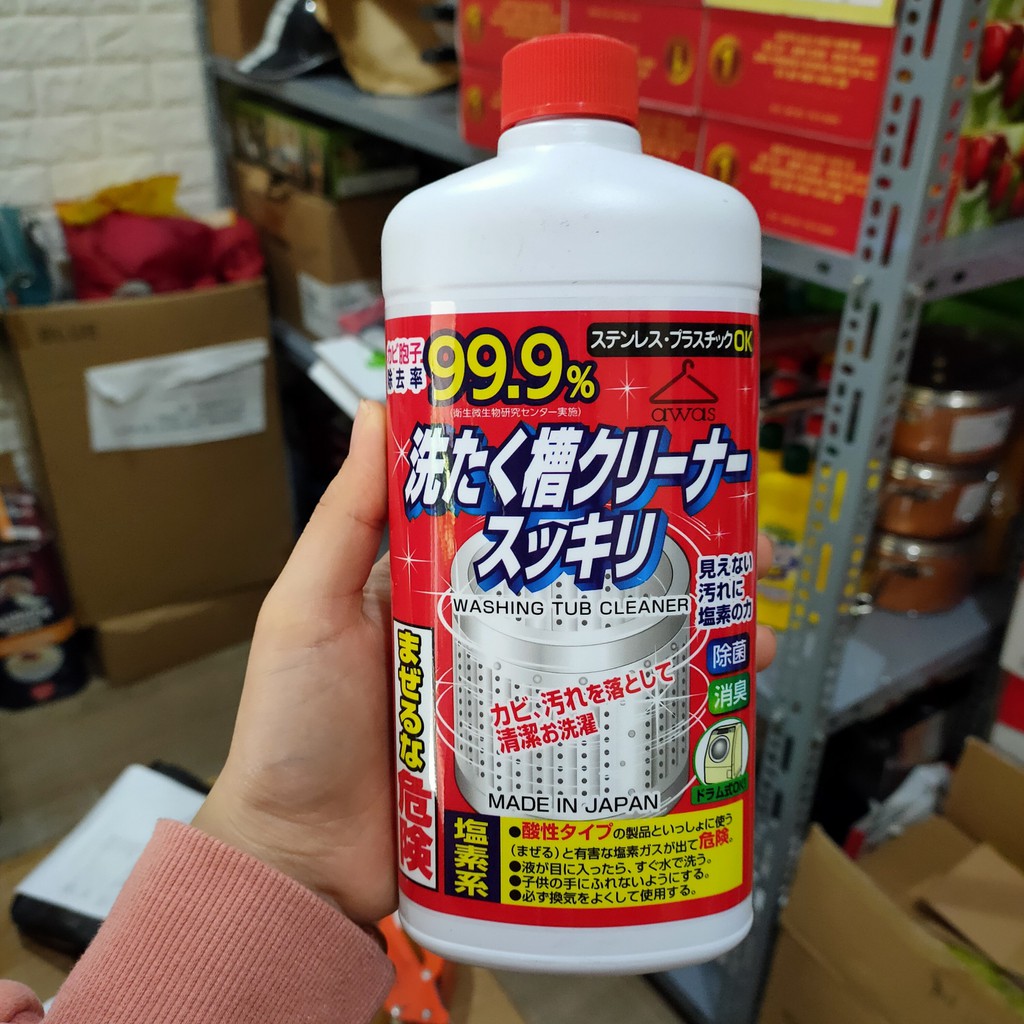 カビ胞子
除去率
99.9%
(衛生微生物研究センター実施)
ステンレス・プラスチックOK
awas
洗たく槽クリーナー
スッキリ
WASHING TUB CLEANER
見えない
汚れに
塩素の力
除菌
消臭
ドラム式OK!
カビ、汚れを落として
清潔お洗濯
MADE IN JAPAN
まぜるな
危険
塩素系
●酸性タイプの製品といっしょに使う
(まぜる)と有害な塩素ガスが出て危険。
●液が目に入ったら、すぐ水で洗う。
●子供の手にふれないようにする。
●必ず換気をよくして使用する。